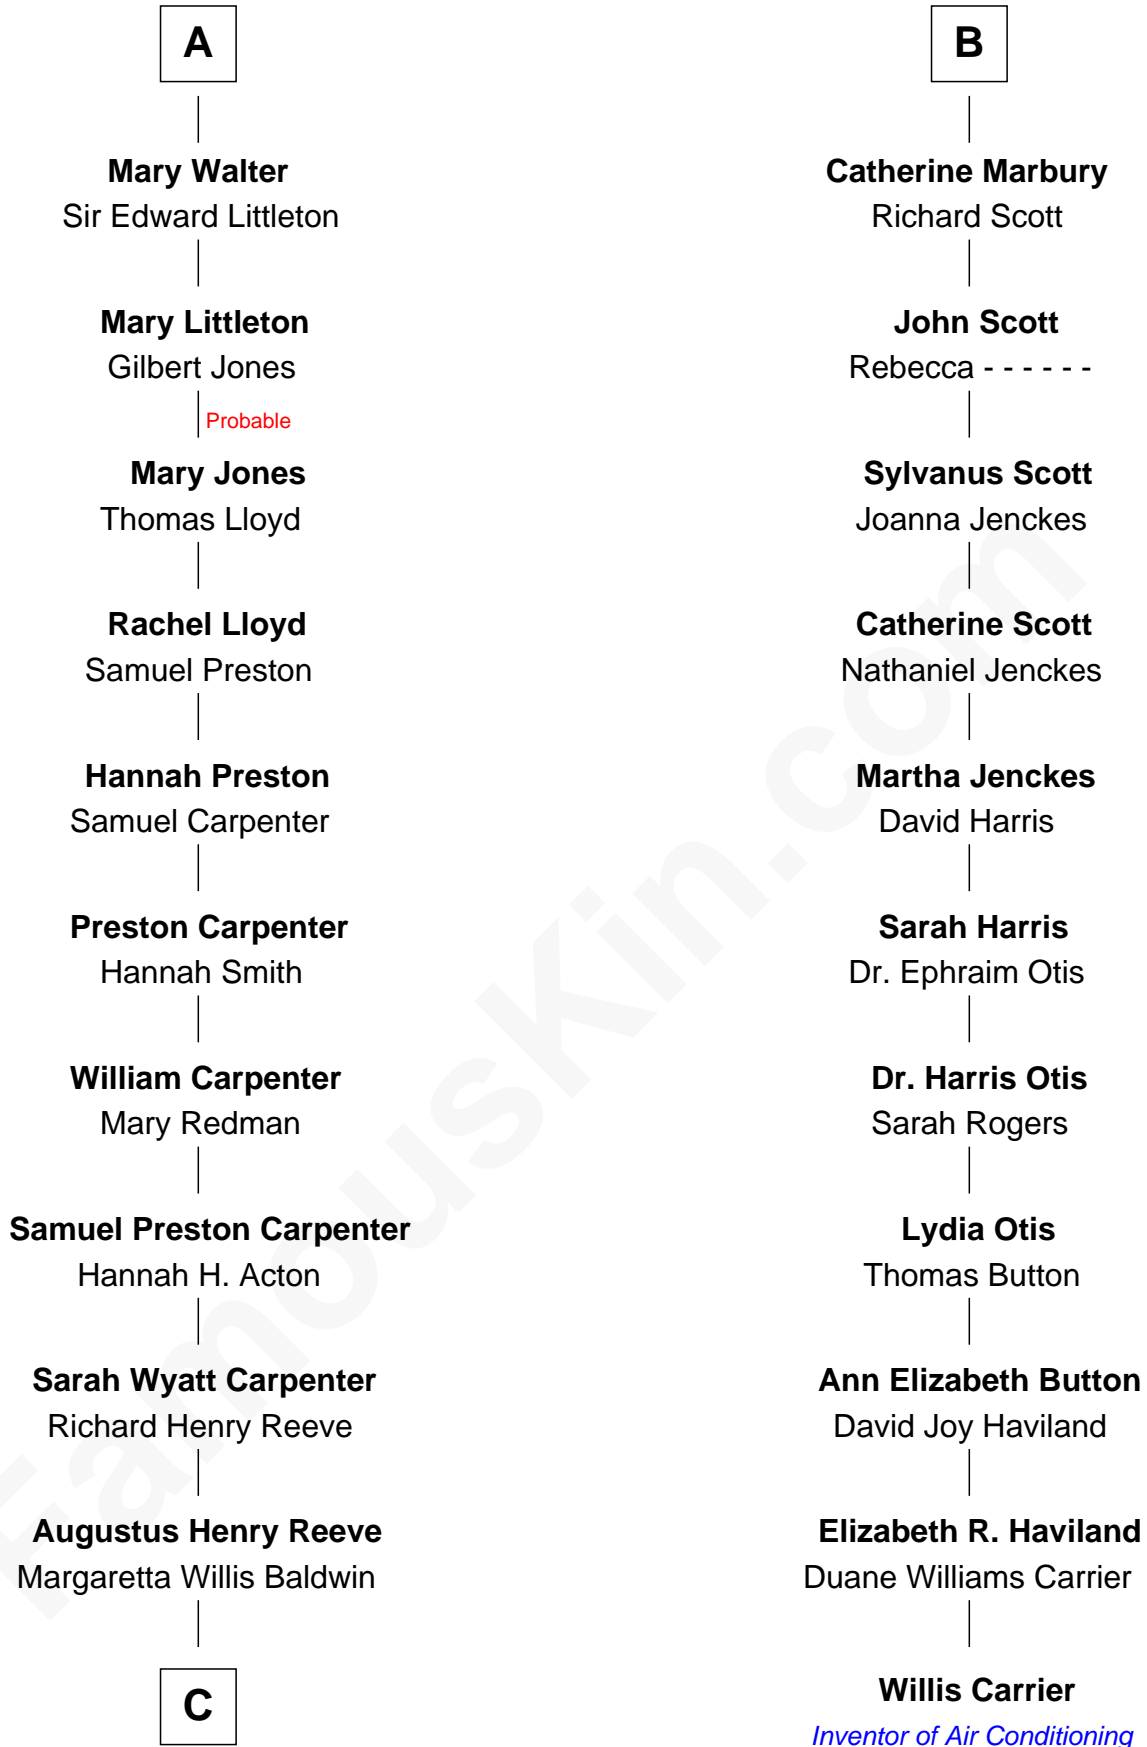 A
Mary Walter
Sir Edward Littleton
Mary Littleton
Gilbert Jones
Probable
Mary Jones
Thomas Lloyd
Rachel Lloyd
Samuel Preston
Hannah Preston
Samuel Carpenter
Preston Carpenter
Hannah Smith
William Carpenter
Mary Redman
Samuel Preston Carpenter
Hannah H. Acton
Sarah Wyatt Carpenter
Richard Henry Reeve
Augustus Henry Reeve
Margaretta Willis Baldwin
C
B
Catherine Marbury
Richard Scott
John Scott
Rebecca - - - - - -
Sylvanus Scott
Joanna Jenckes
Catherine Scott
Nathaniel Jenckes
Martha Jenckes
David Harris
Sarah Harris
Dr. Ephraim Otis
Dr. Harris Otis
Sarah Rogers
Lydia Otis
Thomas Button
Ann Elizabeth Button
David Joy Haviland
Elizabeth R. Haviland
Duane Williams Carrier
Willis Carrier
Inventor of Air Conditioning
FamousKin.com